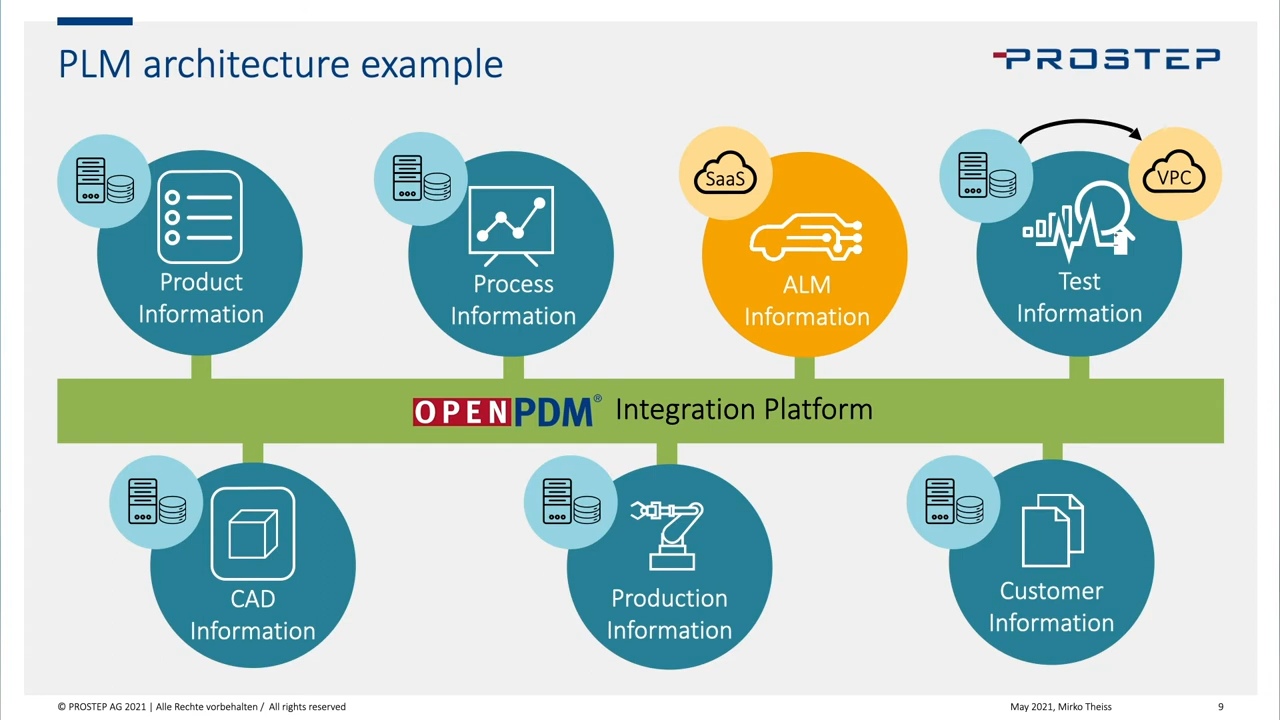 PLM architecture example
PROSTEP
SaaS
VPC
Product
Information
Process
Information
ALM
Information
Test
Information
OPENPDM® Integration Platform
CAD
Information
Production
Information
Customer
Information
© PROSTEP AG 2021 | Alle Rechte vorbehalten / All rights reserved
May 2021, Mirko Theiss
9